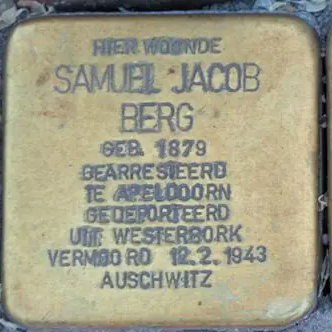 HIER WOONDE
SAMUEL JACOB
BERG
GEB. 1879
GEARRESTEERD
TE APELDOORN
GEDEPORTEERD
UIT WESTERBORK
VERMOORD 12.2.1943
AUSCHWITZ